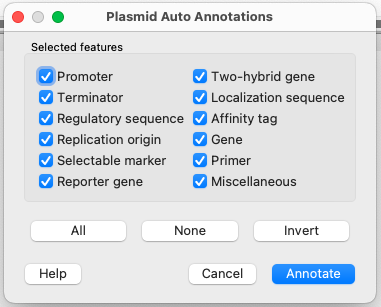 Plasmid Auto Annotations
Selected features
Promoter
Two-hybrid gene
Terminator
Localization sequence
Regulatory sequence
Affinity tag
Replication origin
Gene
Selectable marker
Primer
Reporter gene
Miscellaneous
All
None
Invert
Help
Cancel
Annotate